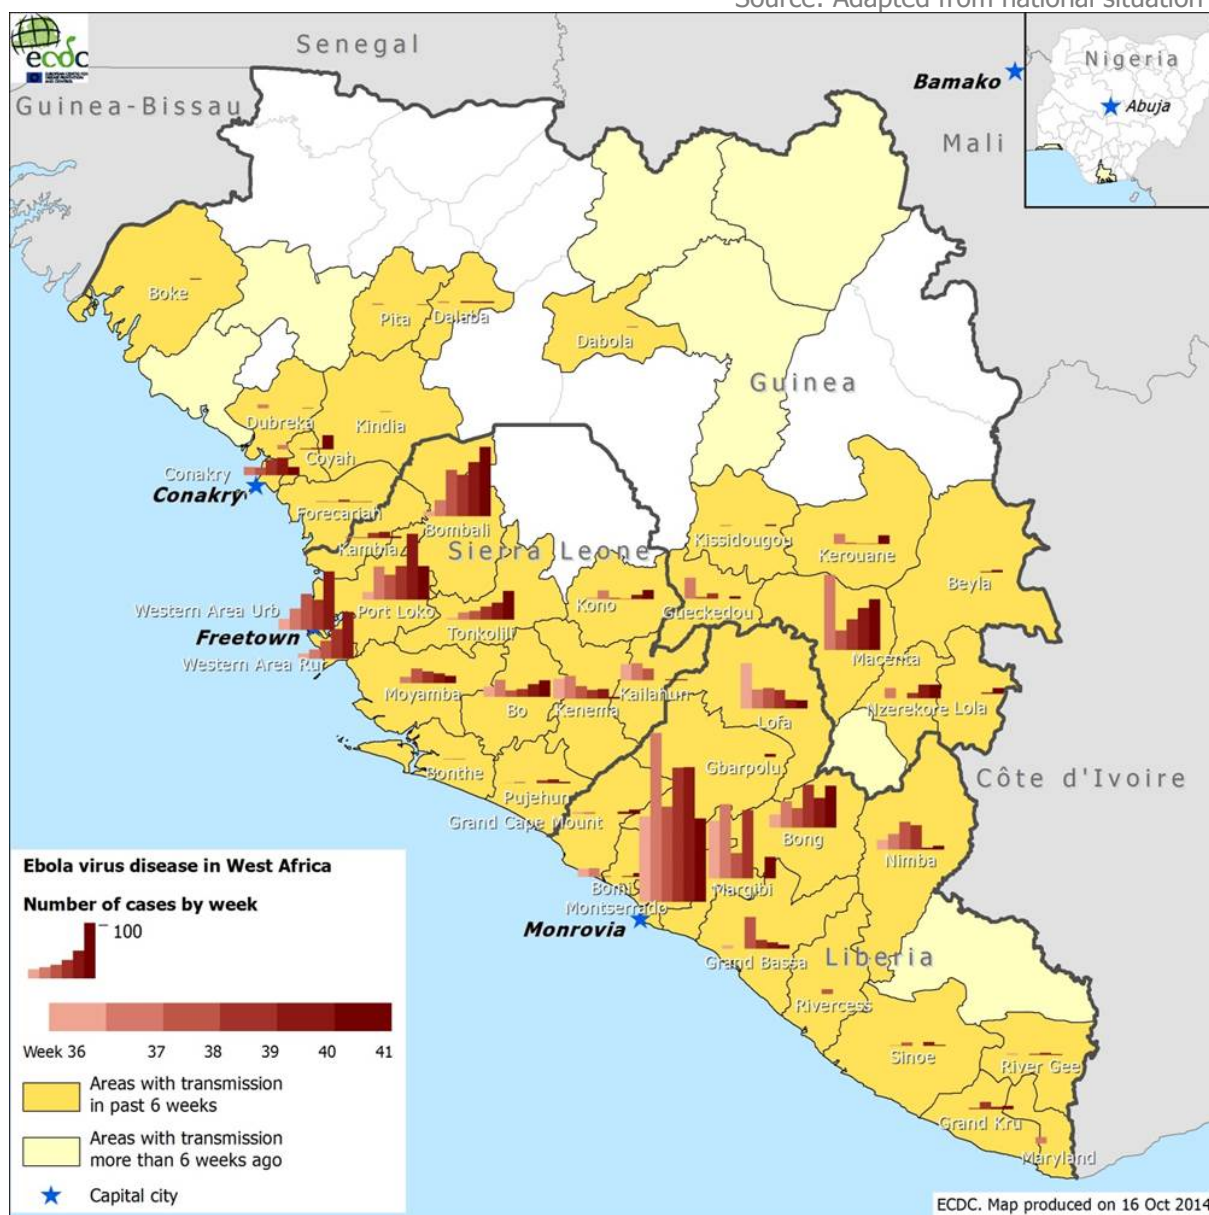 Source: Adapted from national situation
ecdc
Senegal
Guinea-Bissau
Bamako
Mali
Nigeria
Abuja
Boke
Pita
Dalaba
Dabola
Guinea
Dubreka
Kindia
Coyah
Conakry
Conakry
Forecariah
Bombali
Kambia
Sierra Leone
Kissidougou
Kerouane
Beyla
Western Area Urb
Port Loko
Kono
Gueckedou
Freetown
Tonkolili
Western Area Rur
Macenta
Moyamba
Bo
Kenema
Kailahun
Lofa
Nzerekore
Lola
Bonthe
Gbarpolu
Pujehun
Côte d'Ivoire
Grand Cape Mount
Bong
Nimba
Bomi
Margibi
Montserrado
Monrovia
Grand Bassa
Liberia
Rivercess
Sinoe
River Gee
Grand Kru
Maryland
Ebola virus disease in West Africa
Number of cases by week
100
Week 36 37 38 39 40 41
Areas with transmission
in past 6 weeks
Areas with transmission
more than 6 weeks ago
Capital city
ECDC. Map produced on 16 Oct 2014